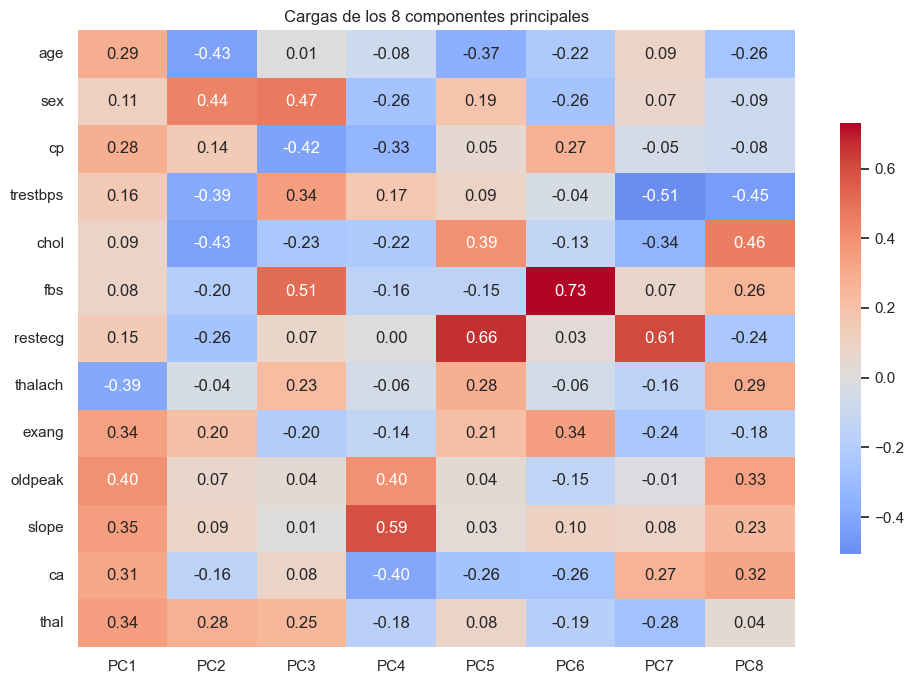 Cargas de los 8 componentes principales
age 0.29 -0.43 0.01 -0.08 -0.37 -0.22 0.09 -0.26
sex 0.11 0.44 0.47 -0.26 0.19 -0.26 0.07 -0.09
cp 0.28 0.14 -0.42 -0.33 0.05 0.27 -0.05 -0.08
trestbps 0.16 -0.39 0.34 0.17 0.09 -0.04 -0.51 -0.45
chol 0.09 -0.43 -0.23 -0.22 0.39 -0.13 -0.34 0.46
fbs 0.08 -0.20 0.51 -0.16 -0.15 0.73 0.07 0.26
restecg 0.15 -0.26 0.07 0.00 0.66 0.03 0.61 -0.24
thalach -0.39 -0.04 0.23 -0.06 0.28 -0.06 -0.16 0.29
exang 0.34 0.20 -0.20 -0.14 0.21 0.34 -0.24 -0.18
oldpeak 0.40 0.07 0.04 0.40 0.04 -0.15 -0.01 0.33
slope 0.35 0.09 0.01 0.59 0.03 0.10 0.08 0.23
ca 0.31 -0.16 0.08 -0.40 -0.26 -0.26 0.27 0.32
thal 0.34 0.28 0.25 -0.18 0.08 -0.19 -0.28 0.04
PC1 PC2 PC3 PC4 PC5 PC6 PC7 PC8
0.6
0.4
0.2
0.0
−0.2
−0.4